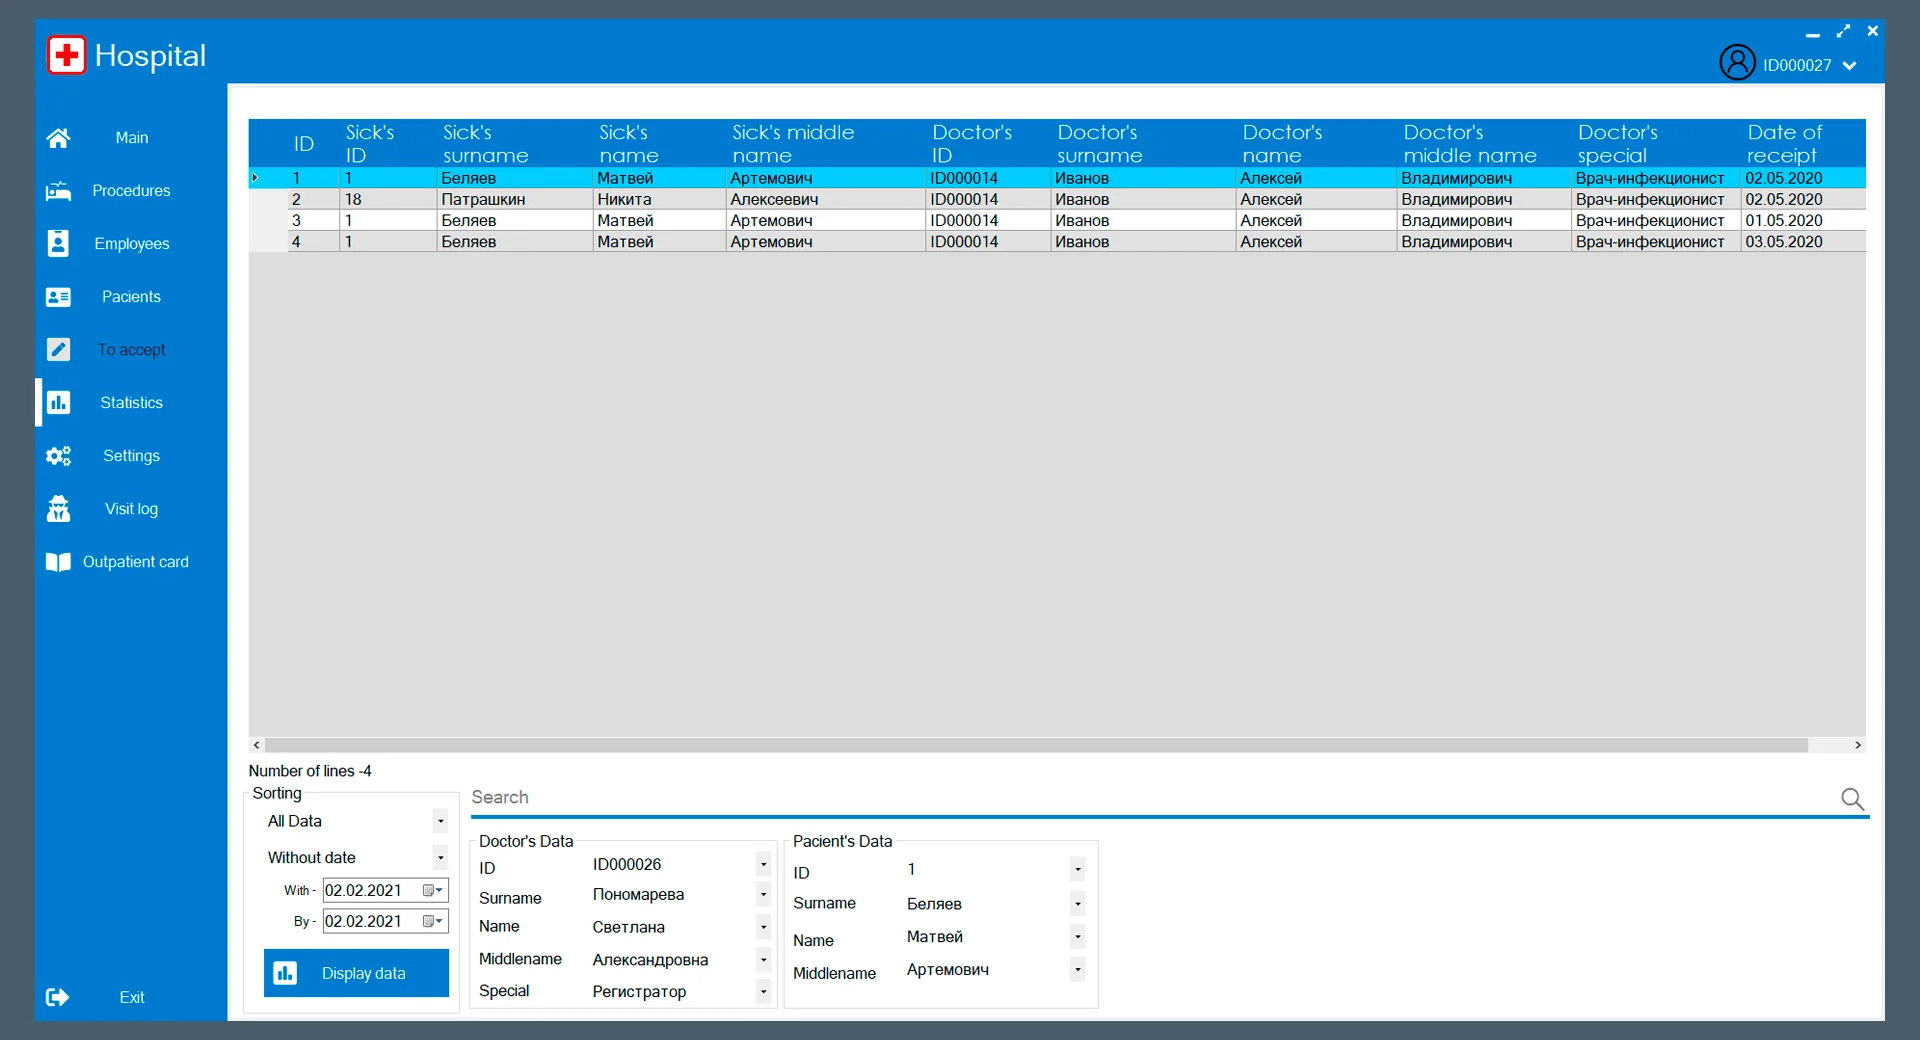 Hospital
ID000027
Main
Procedures
Employees
Pacients
To accept
Statistics
Settings
Visit log
Outpatient card
Exit
ID Sick's ID Sick's surname Sick's name Sick's middle name Doctor's ID Doctor's surname Doctor's name Doctor's middle name Doctor's special Date of receipt
1 1 Беляев Матвей Артемович ID000014 Иванов Алексей Владимирович Врач-инфекционист 02.05.2020
2 18 Патрашкин Никита Алексеевич ID000014 Иванов Алексей Владимирович Врач-инфекционист 02.05.2020
3 1 Беляев Матвей Артемович ID000014 Иванов Алексей Владимирович Врач-инфекционист 01.05.2020
4 1 Беляев Матвей Артемович ID000014 Иванов Алексей Владимирович Врач-инфекционист 03.05.2020
Number of lines -4
Sorting
All Data
Without date
With - 02.02.2021
By - 02.02.2021
Display data
Search
Doctor's Data
ID ID000026
Surname Пономарева
Name Светлана
Middlename Александровна
Special Регистратор
Pacient's Data
ID 1
Surname Беляев
Name Матвей
Middlename Артемович